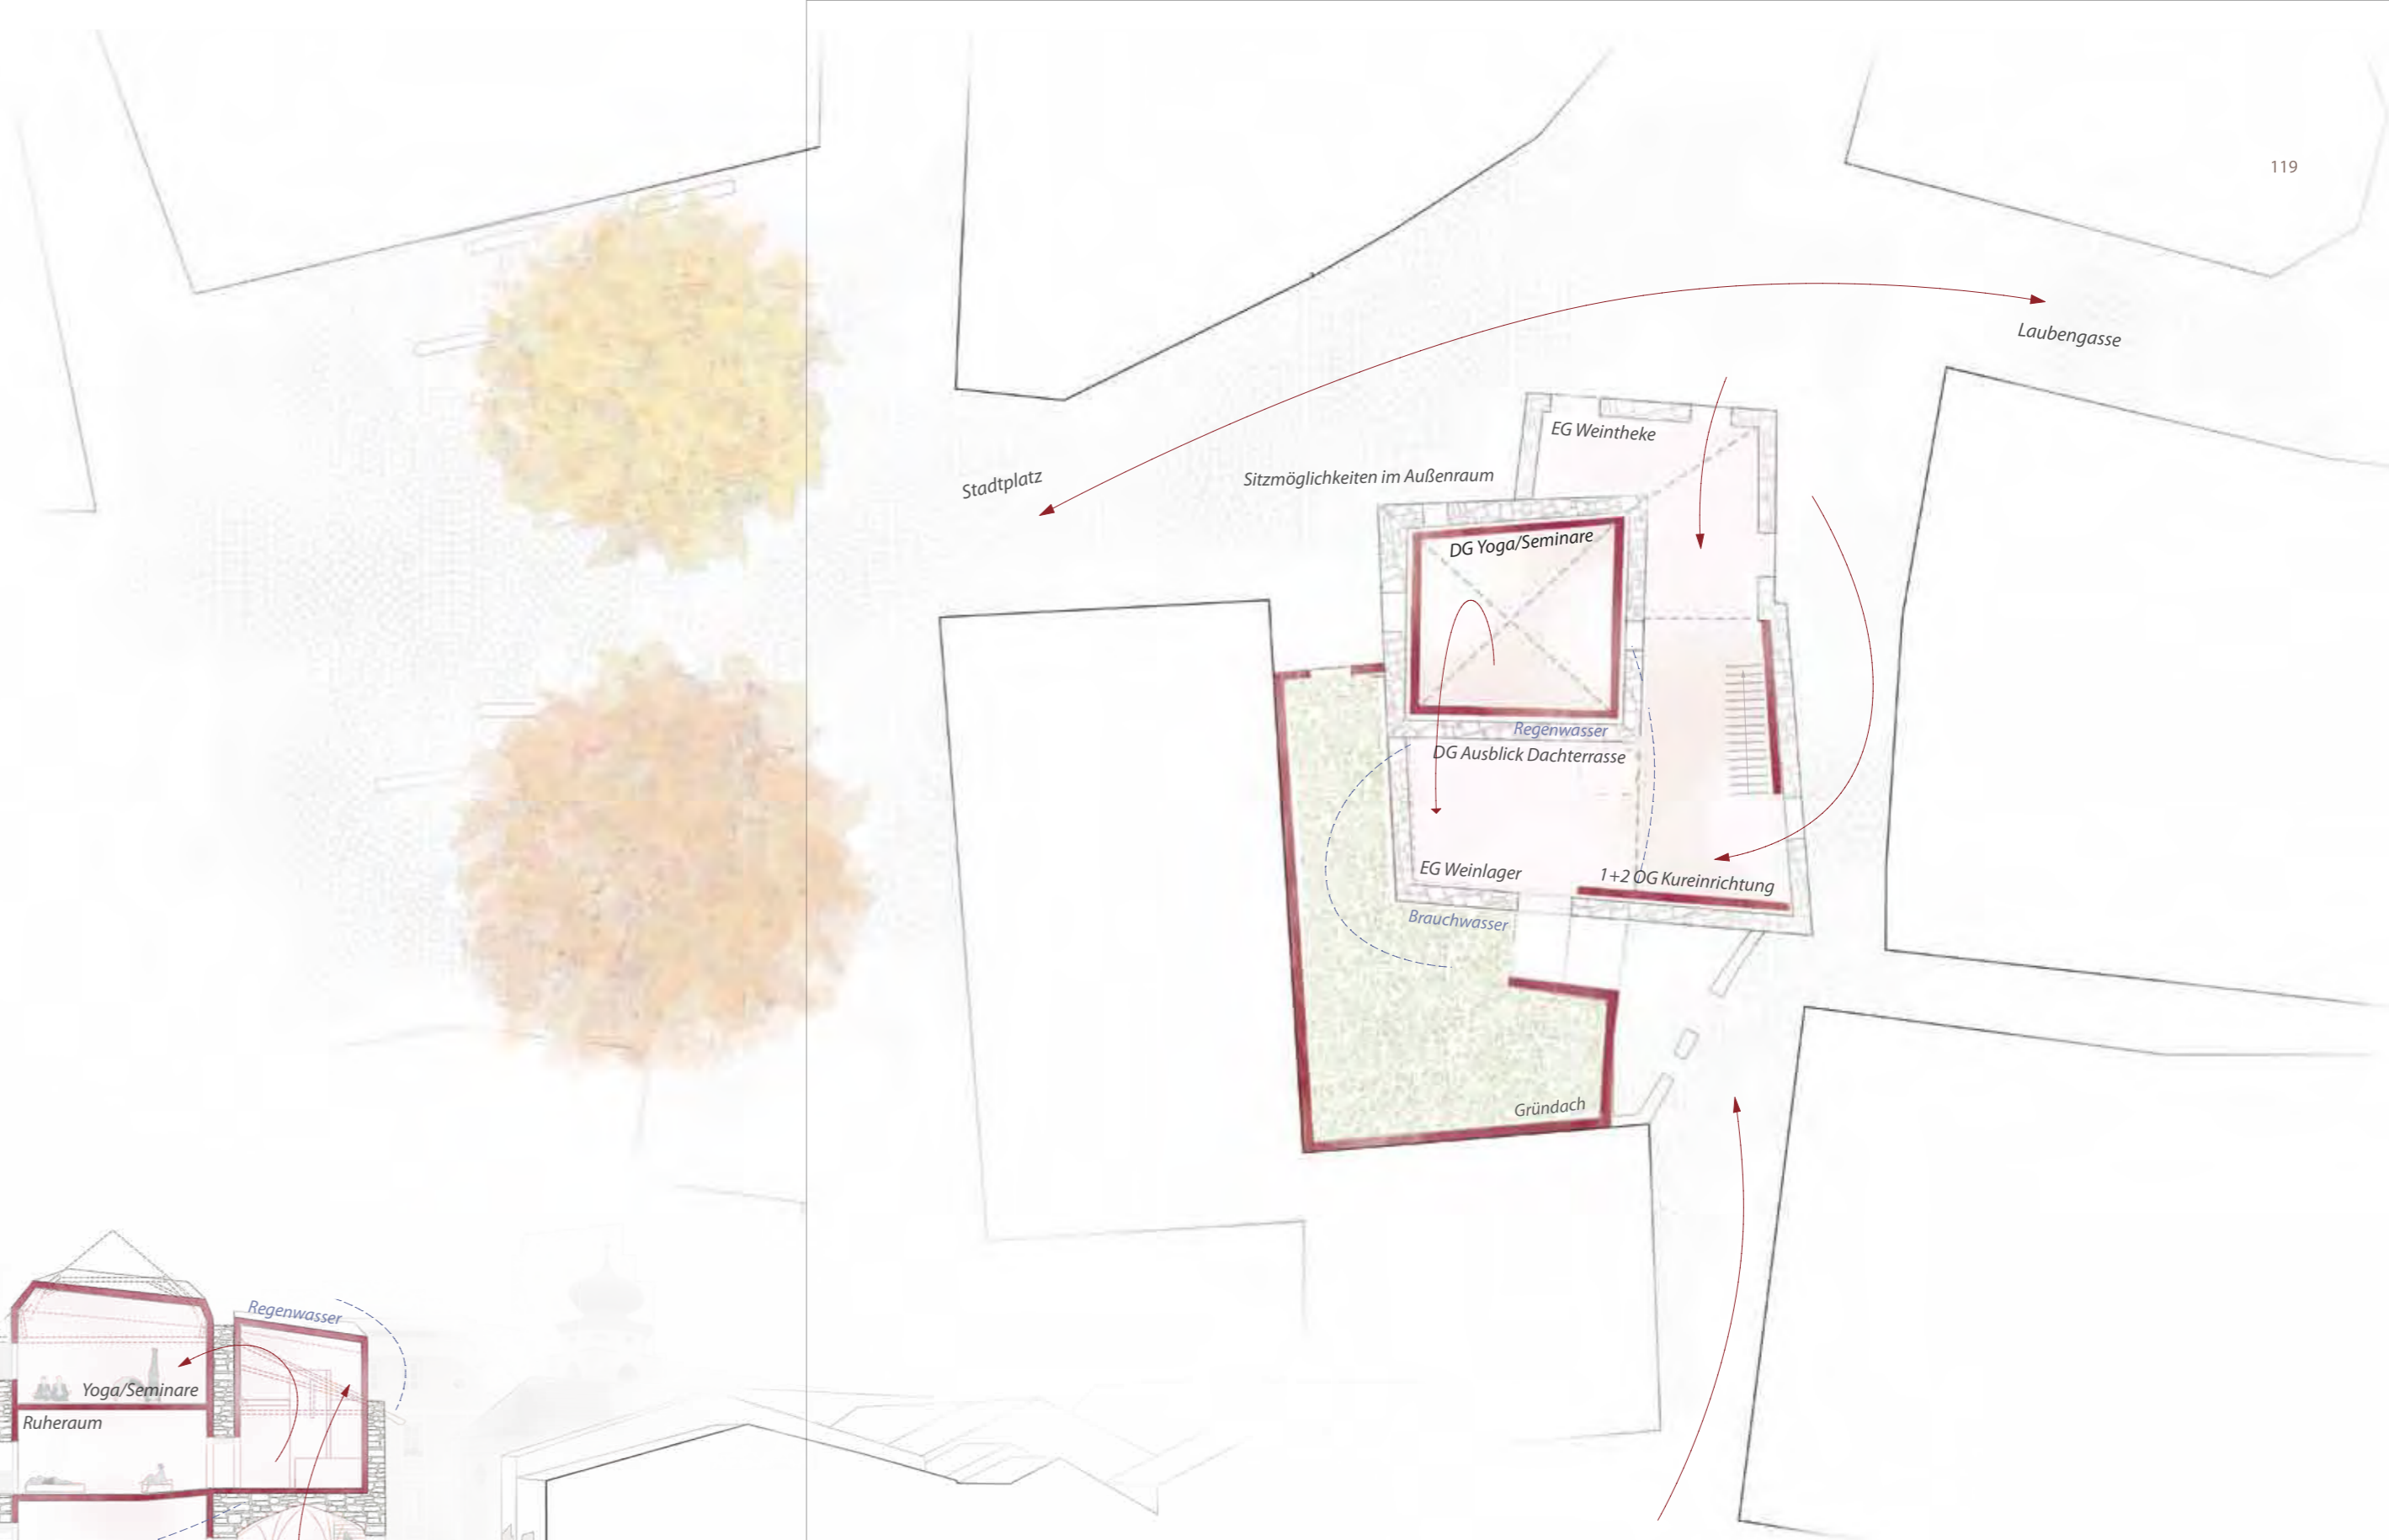 119
Laubengasse
EG Weintheke
Sitzmöglichkeiten im Außenraum
Stadtplatz
DG Yoga/Seminare
Regenwasser
DG Ausblick Dachterrasse
EG Weinlager
1+2 OG Kureinrichtung
Brauchwasser
Gründach
Regenwasser
Yoga/Seminare
Ruheraum